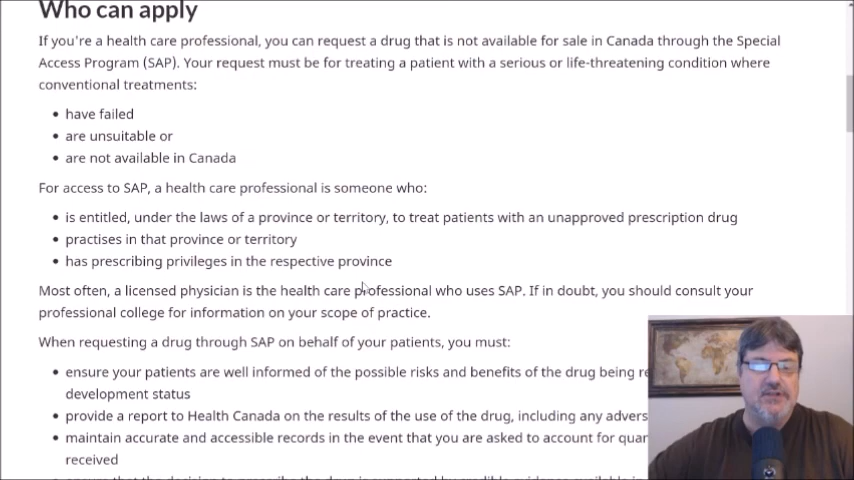 Who can apply
If you're a health care professional, you can request a drug that is not available for sale in Canada through the Special
Access Program (SAP). Your request must be for treating a patient with a serious or life-threatening condition where
conventional treatments:
• have failed
• are unsuitable or
• are not available in Canada
For access to SAP, a health care professional is someone who:
• is entitled, under the laws of a province or territory, to treat patients with an unapproved prescription drug
• practises in that province or territory
• has prescribing privileges in the respective province
Most often, a licensed physician is the health care professional who uses SAP. If in doubt, you should consult your
professional college for information on your scope of practice.
When requesting a drug through SAP on behalf of your patients, you must:
• ensure your patients are well informed of the possible risks and benefits of the drug being
development status
• provide a report to Health Canada on the results of the use of the drug, including any
• maintain accurate and accessible records in the event that you are asked to account for
received